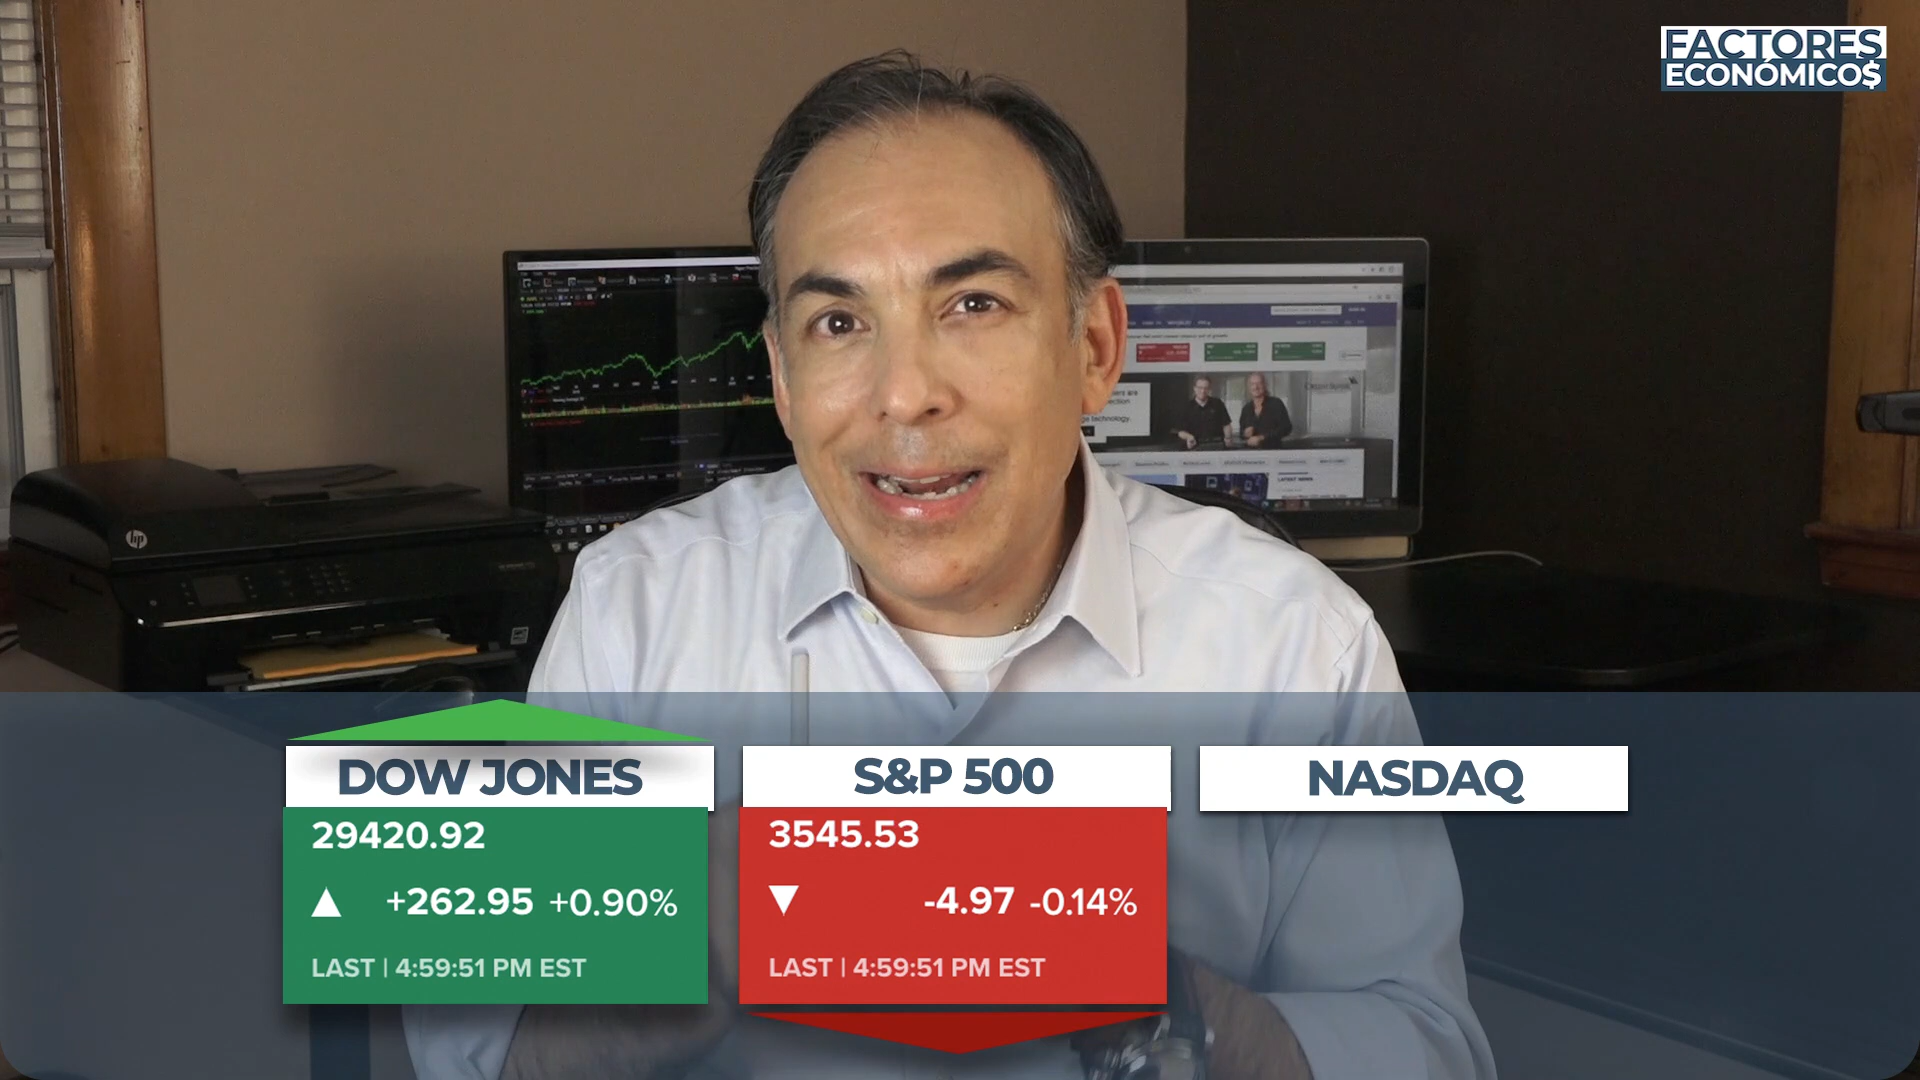 FACTORES
ECONÓMICO$
hp
DOW JONES
29420.92
▲ +262.95 +0.90%
LAST | 4:59:51 PM EST
S&P 500
3545.53
▼ -4.97 -0.14%
LAST | 4:59:51 PM EST
NASDAQ